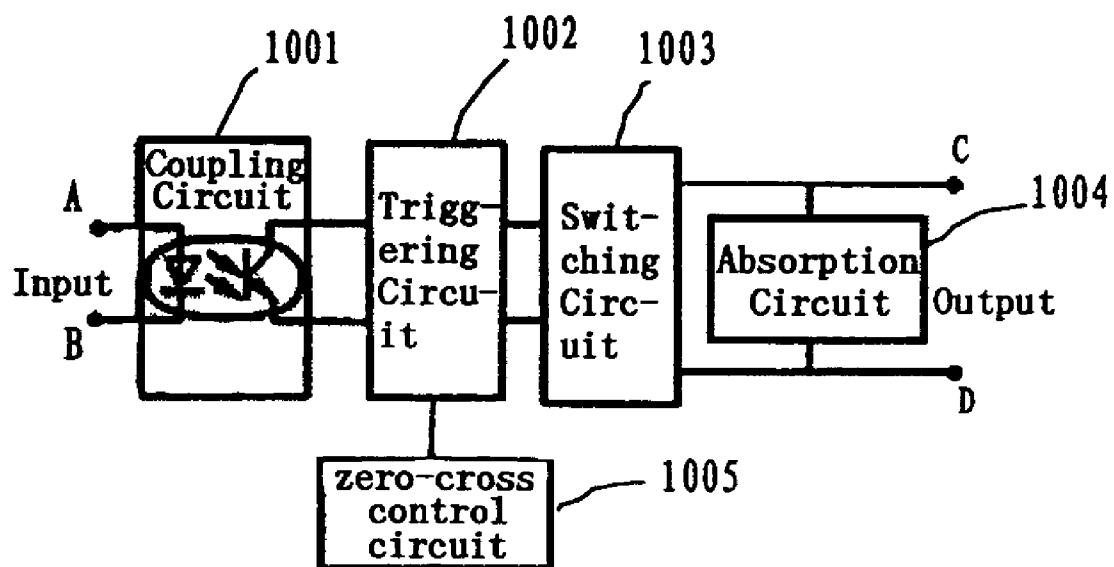 1001
1002
1003
Coupling
Circuit
A
Input
B
Trigg-
ering
Circu-
it
Swit-
ching
Circ-
uit
C
1004
Absorption
Circuit
Output
D
zero-cross
control
circuit
1005